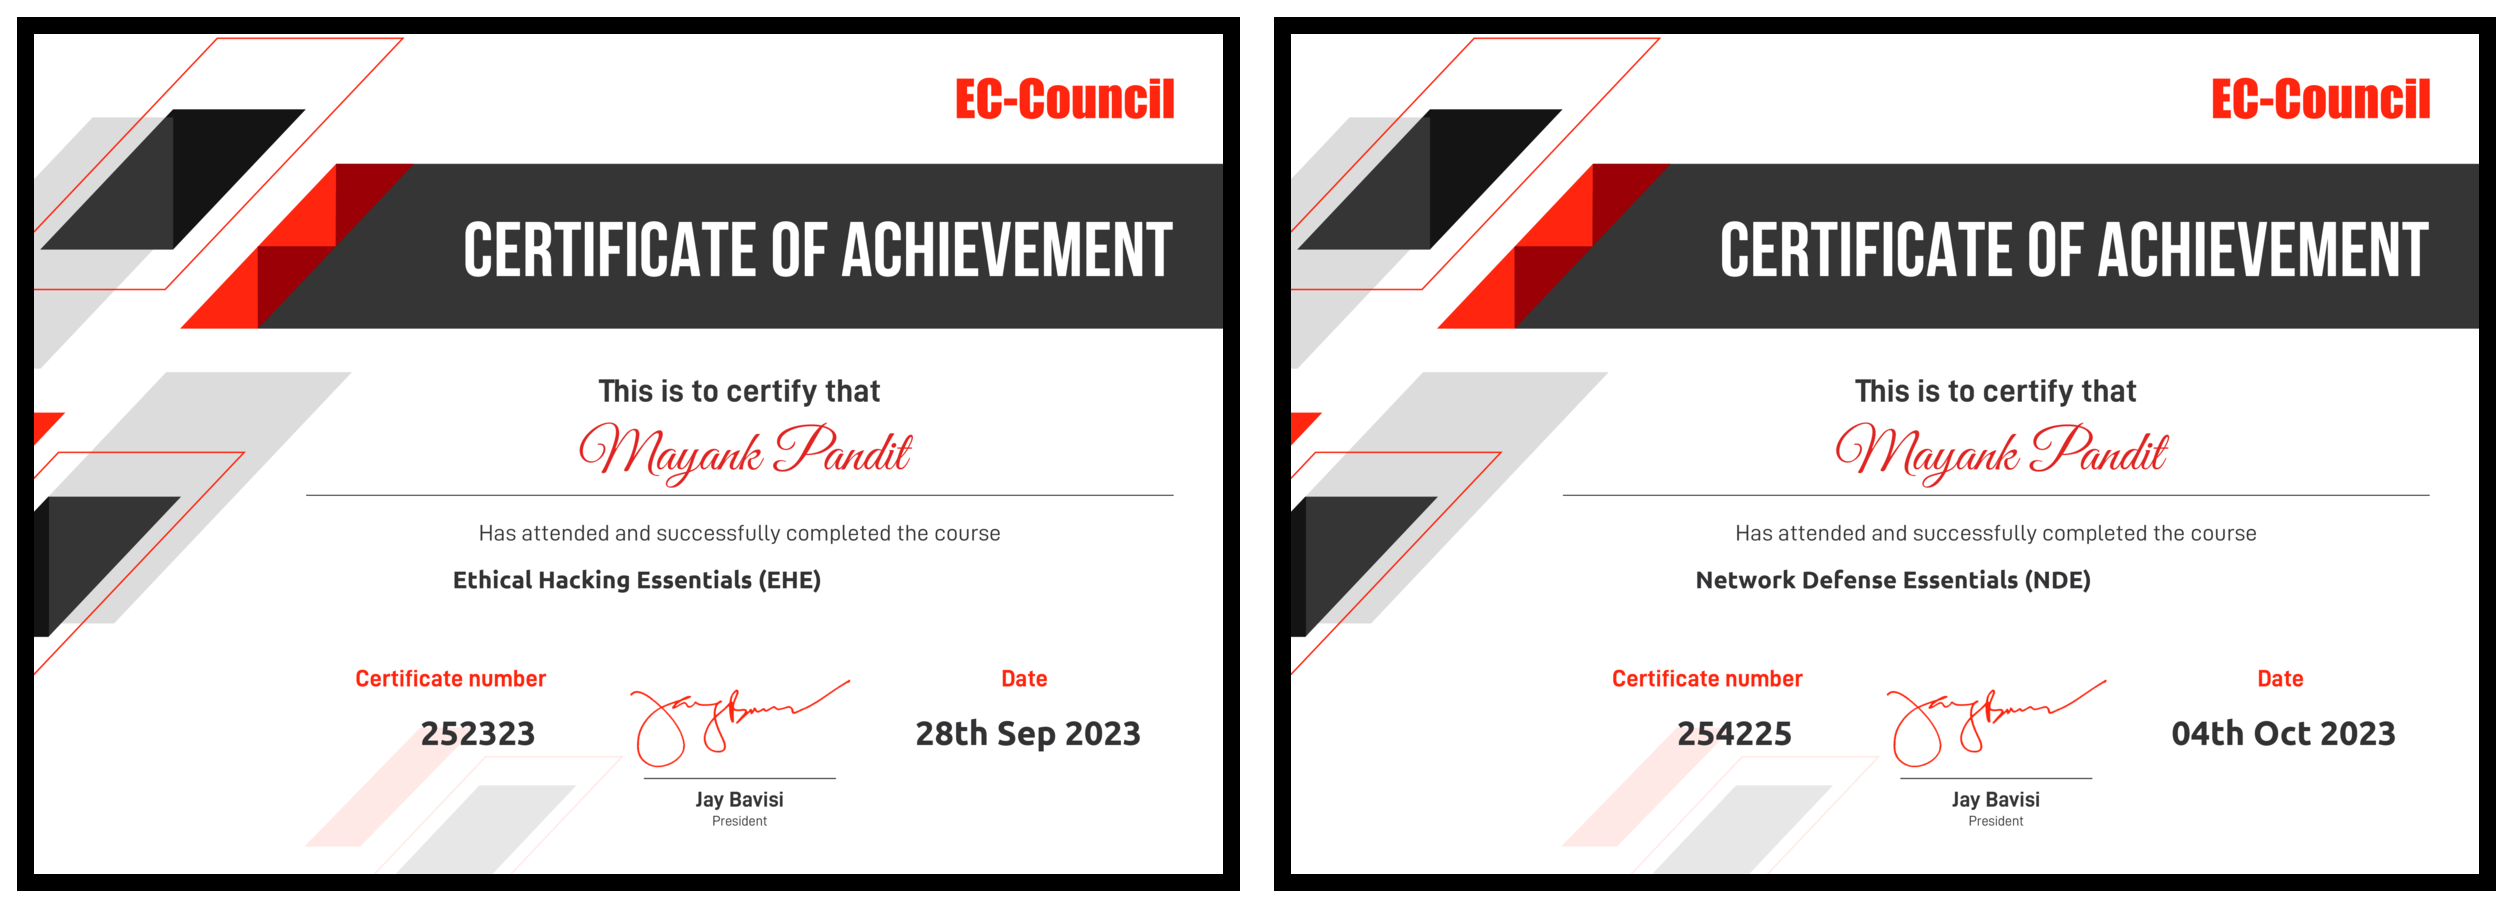 EC-Council
CERTIFICATE OF ACHIEVEMENT
This is to certify that
Mayank Pandit
Has attended and successfully completed the course
Ethical Hacking Essentials (EHE)
Certificate number
252323
Jay Bavisi
President
Date
28th Sep 2023
EC-Council
CERTIFICATE OF ACHIEVEMENT
This is to certify that
Mayank Pandit
Has attended and successfully completed the course
Network Defense Essentials (NDE)
Certificate number
254225
Jay Bavisi
President
Date
04th Oct 2023